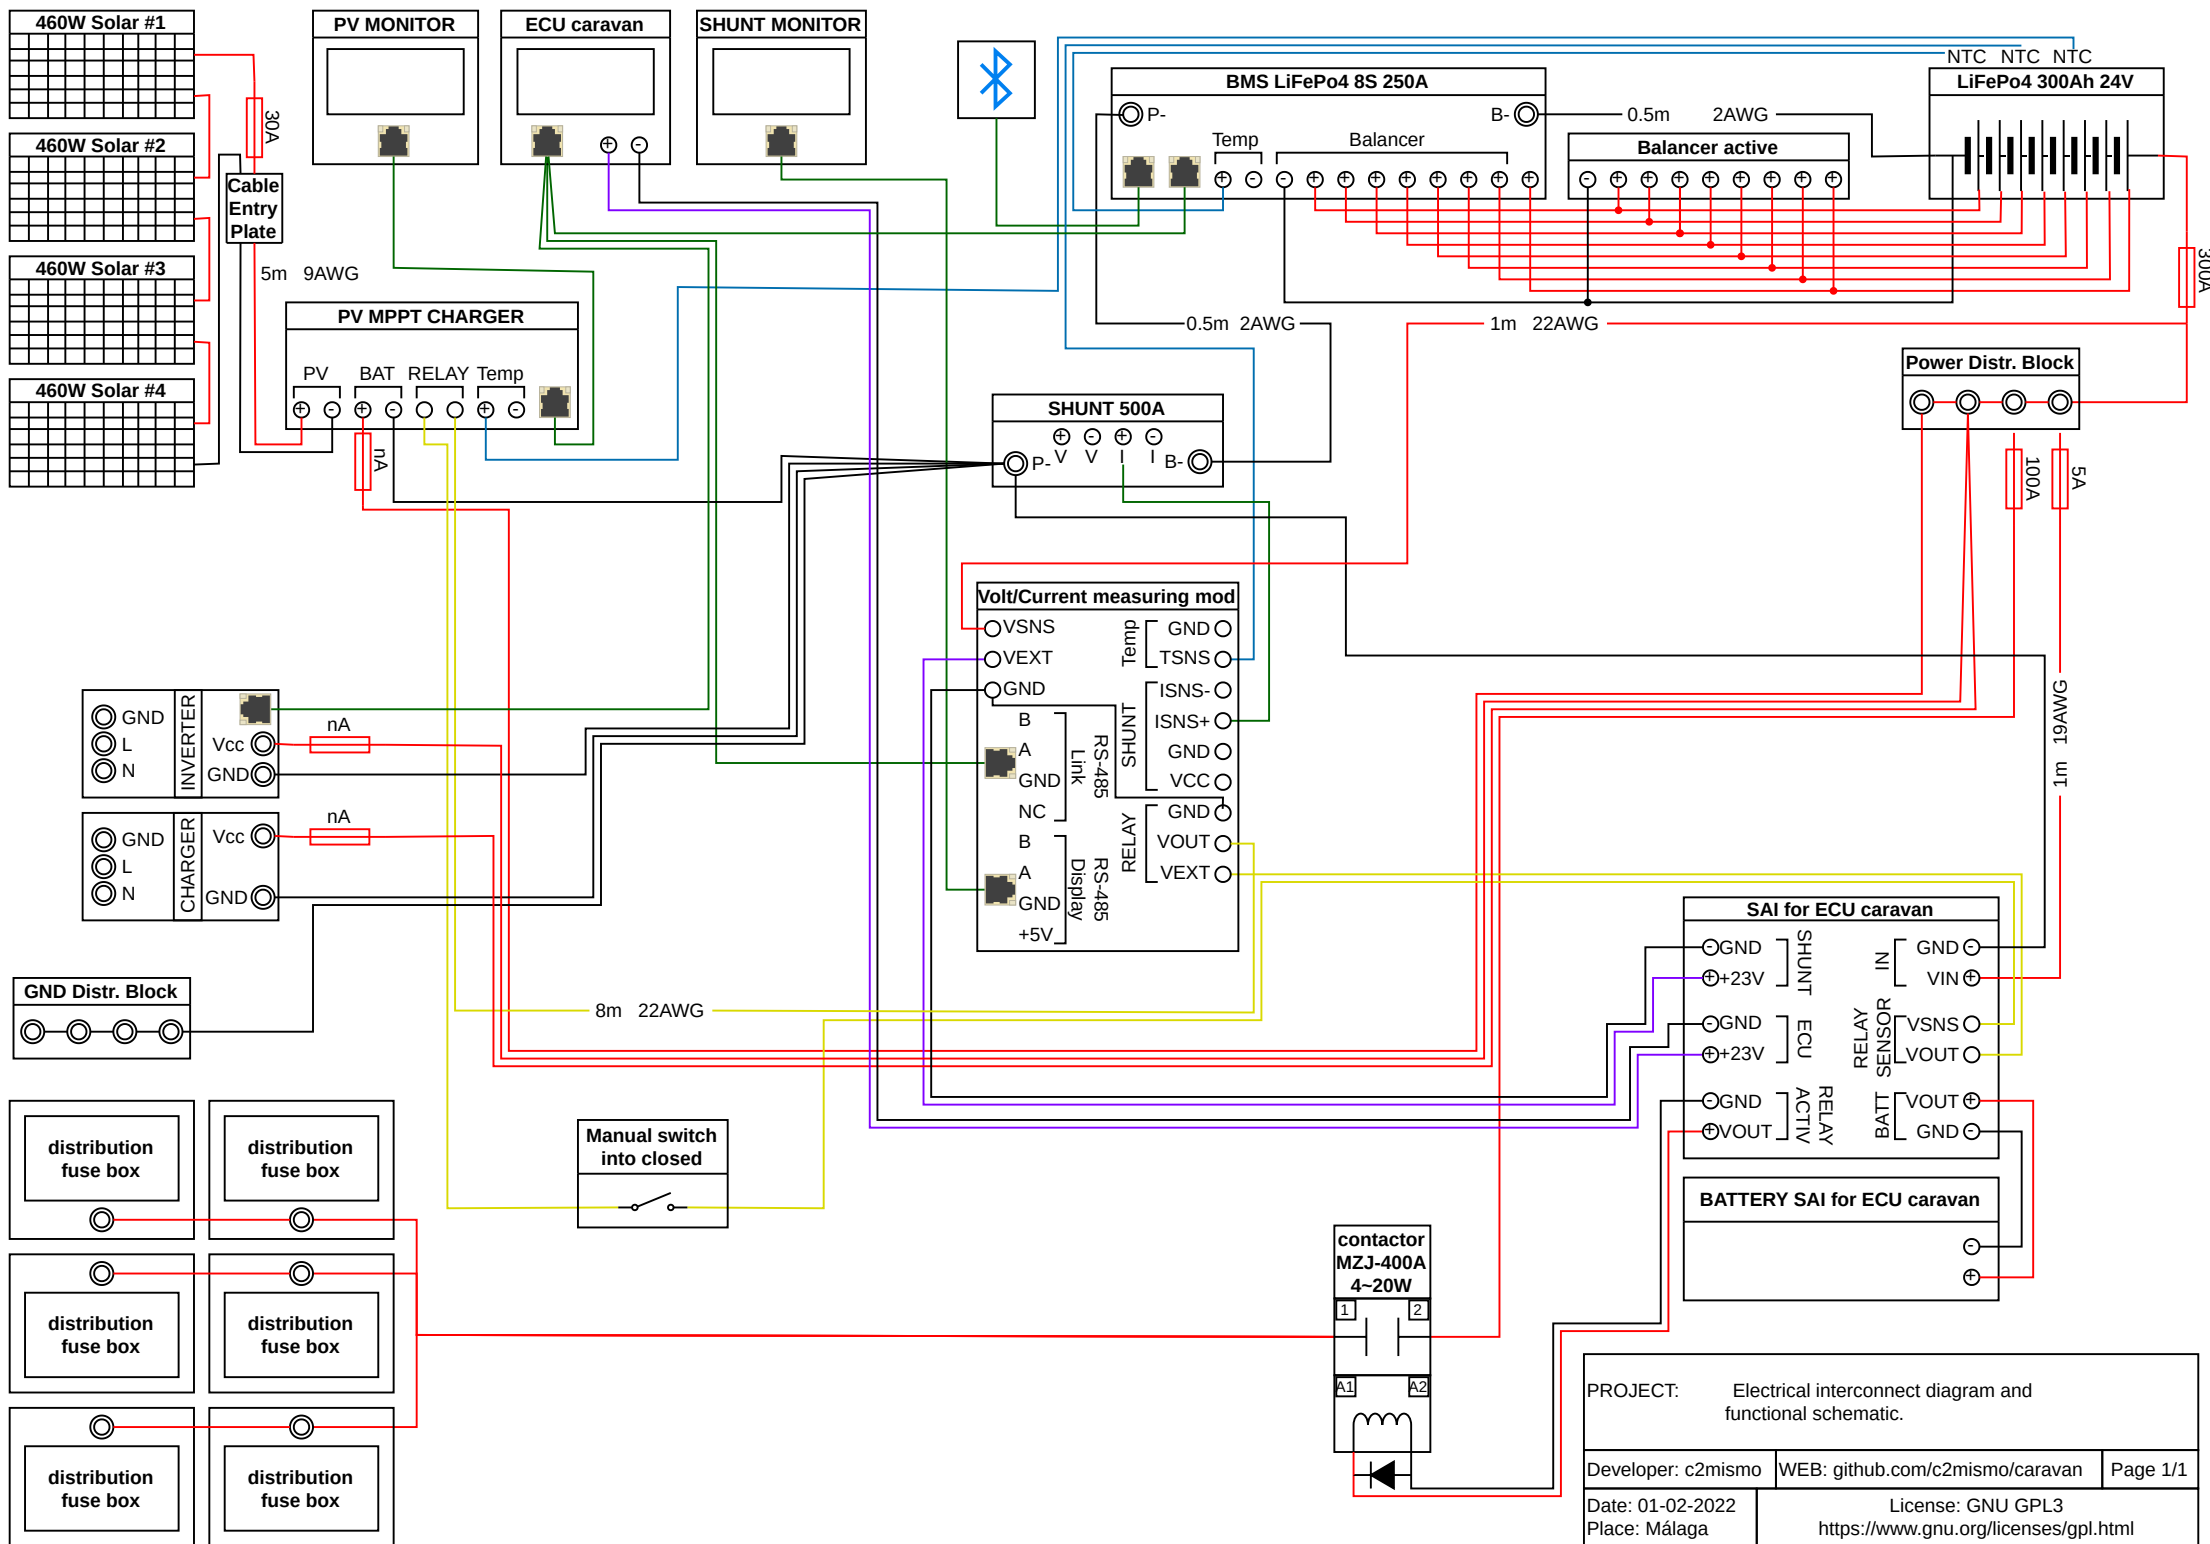 460W Solar #1
460W Solar #2
460W Solar #3
460W Solar #4
30A
Cable
Entry
Plate
5m 9AWG
PV MONITOR
ECU caravan
+ -
SHUNT MONITOR
PV MPPT CHARGER
PV BAT RELAY Temp
+ - + - + -
nA
BMS LiFePo4 8S 250A
P-
B-
Temp
Balancer
+ - - + + + + + + + +
0.5m 2AWG
Balancer active
- + + + + + + + +
NTC NTC NTC
LiFePo4 300Ah 24V
300A
0.5m 2AWG
1m 22AWG
Power Distr. Block
100A
5A
SHUNT 500A
+ - + -
P- V V I I B-
Volt/Current measuring mod
VSNS
VEXT
GND
B
A
GND
NC
Link
RS-485
B
A
GND
+5V
Display
RS-485
Temp
GND
TSNS
SHUNT
ISNS-
ISNS+
GND
VCC
RELAY
GND
VOUT
VEXT
1m 19AWG
GND
L
N
INVERTER
Vcc
GND
nA
GND
L
N
CHARGER
Vcc
GND
nA
GND Distr. Block
8m 22AWG
SAI for ECU caravan
- GND
+ +23V
SHUNT
- GND
+ +23V
ECU
- GND
+ VOUT
RELAY
ACTIV
IN
GND -
VIN +
RELAY
SENSOR
VSNS
VOUT
BATT
VOUT +
GND -
BATTERY SAI for ECU caravan
-
+
Manual switch
into closed
distribution
fuse box
distribution
fuse box
distribution
fuse box
distribution
fuse box
distribution
fuse box
distribution
fuse box
contactor
MZJ-400A
4~20W
1 2
A1 A2
PROJECT: Electrical interconnect diagram and
functional schematic.
Developer: c2mismo
WEB: github.com/c2mismo/caravan
Page 1/1
Date: 01-02-2022
Place: Málaga
License: GNU GPL3
https://www.gnu.org/licenses/gpl.html